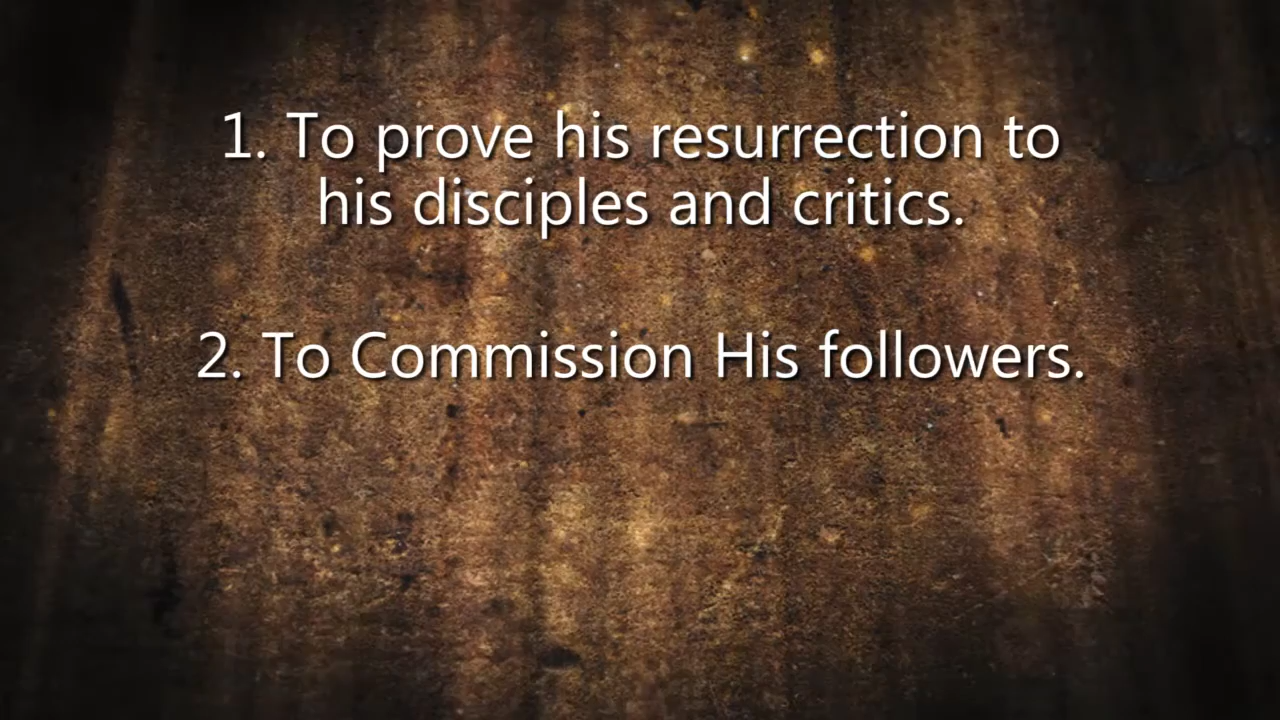 1. To prove his resurrection to
his disciples and critics.
2. To Commission His followers.